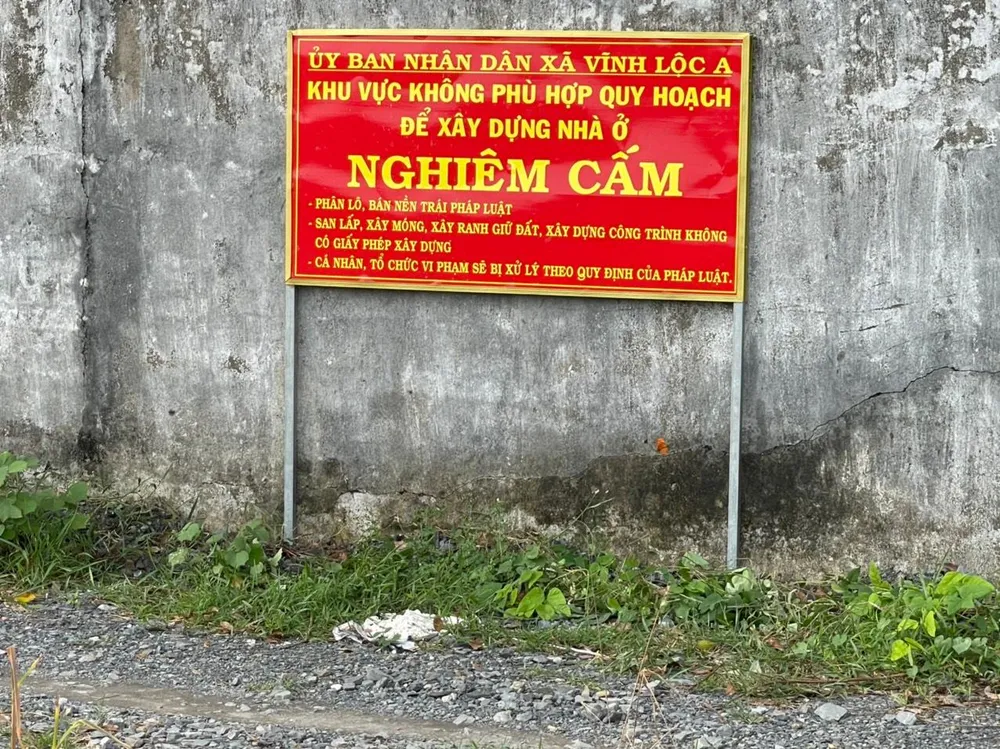 ỦY BAN NHÂN DÂN XÃ VĨNH LỘC A
KHU VỰC KHÔNG PHÙ HỢP QUY HOẠCH
ĐỂ XÂY DỰNG NHÀ Ở
NGHIÊM CẤM
- PHÂN LÔ, BÁN NỀN TRÁI PHÁP LUẬT
- SAN LẤP, XÂY MÓNG, XÂY RANH GIỮ ĐẤT, XÂY DỰNG CÔNG TRÌNH KHÔNG
CÓ GIẤY PHÉP XÂY DỰNG
- CÁ NHÂN, TỔ CHỨC VI PHẠM SẼ BỊ XỬ LÝ THEO QUY ĐỊNH CỦA PHÁP LUẬT.